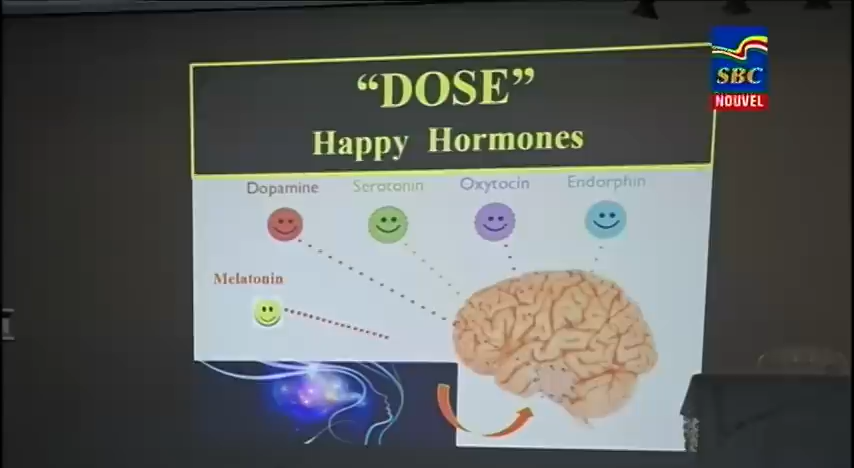 “DOSE”
Happy Hormones
SBC
NOUVEL
Dopamine Serotonin Oxytocin Endorphin
Melatonin